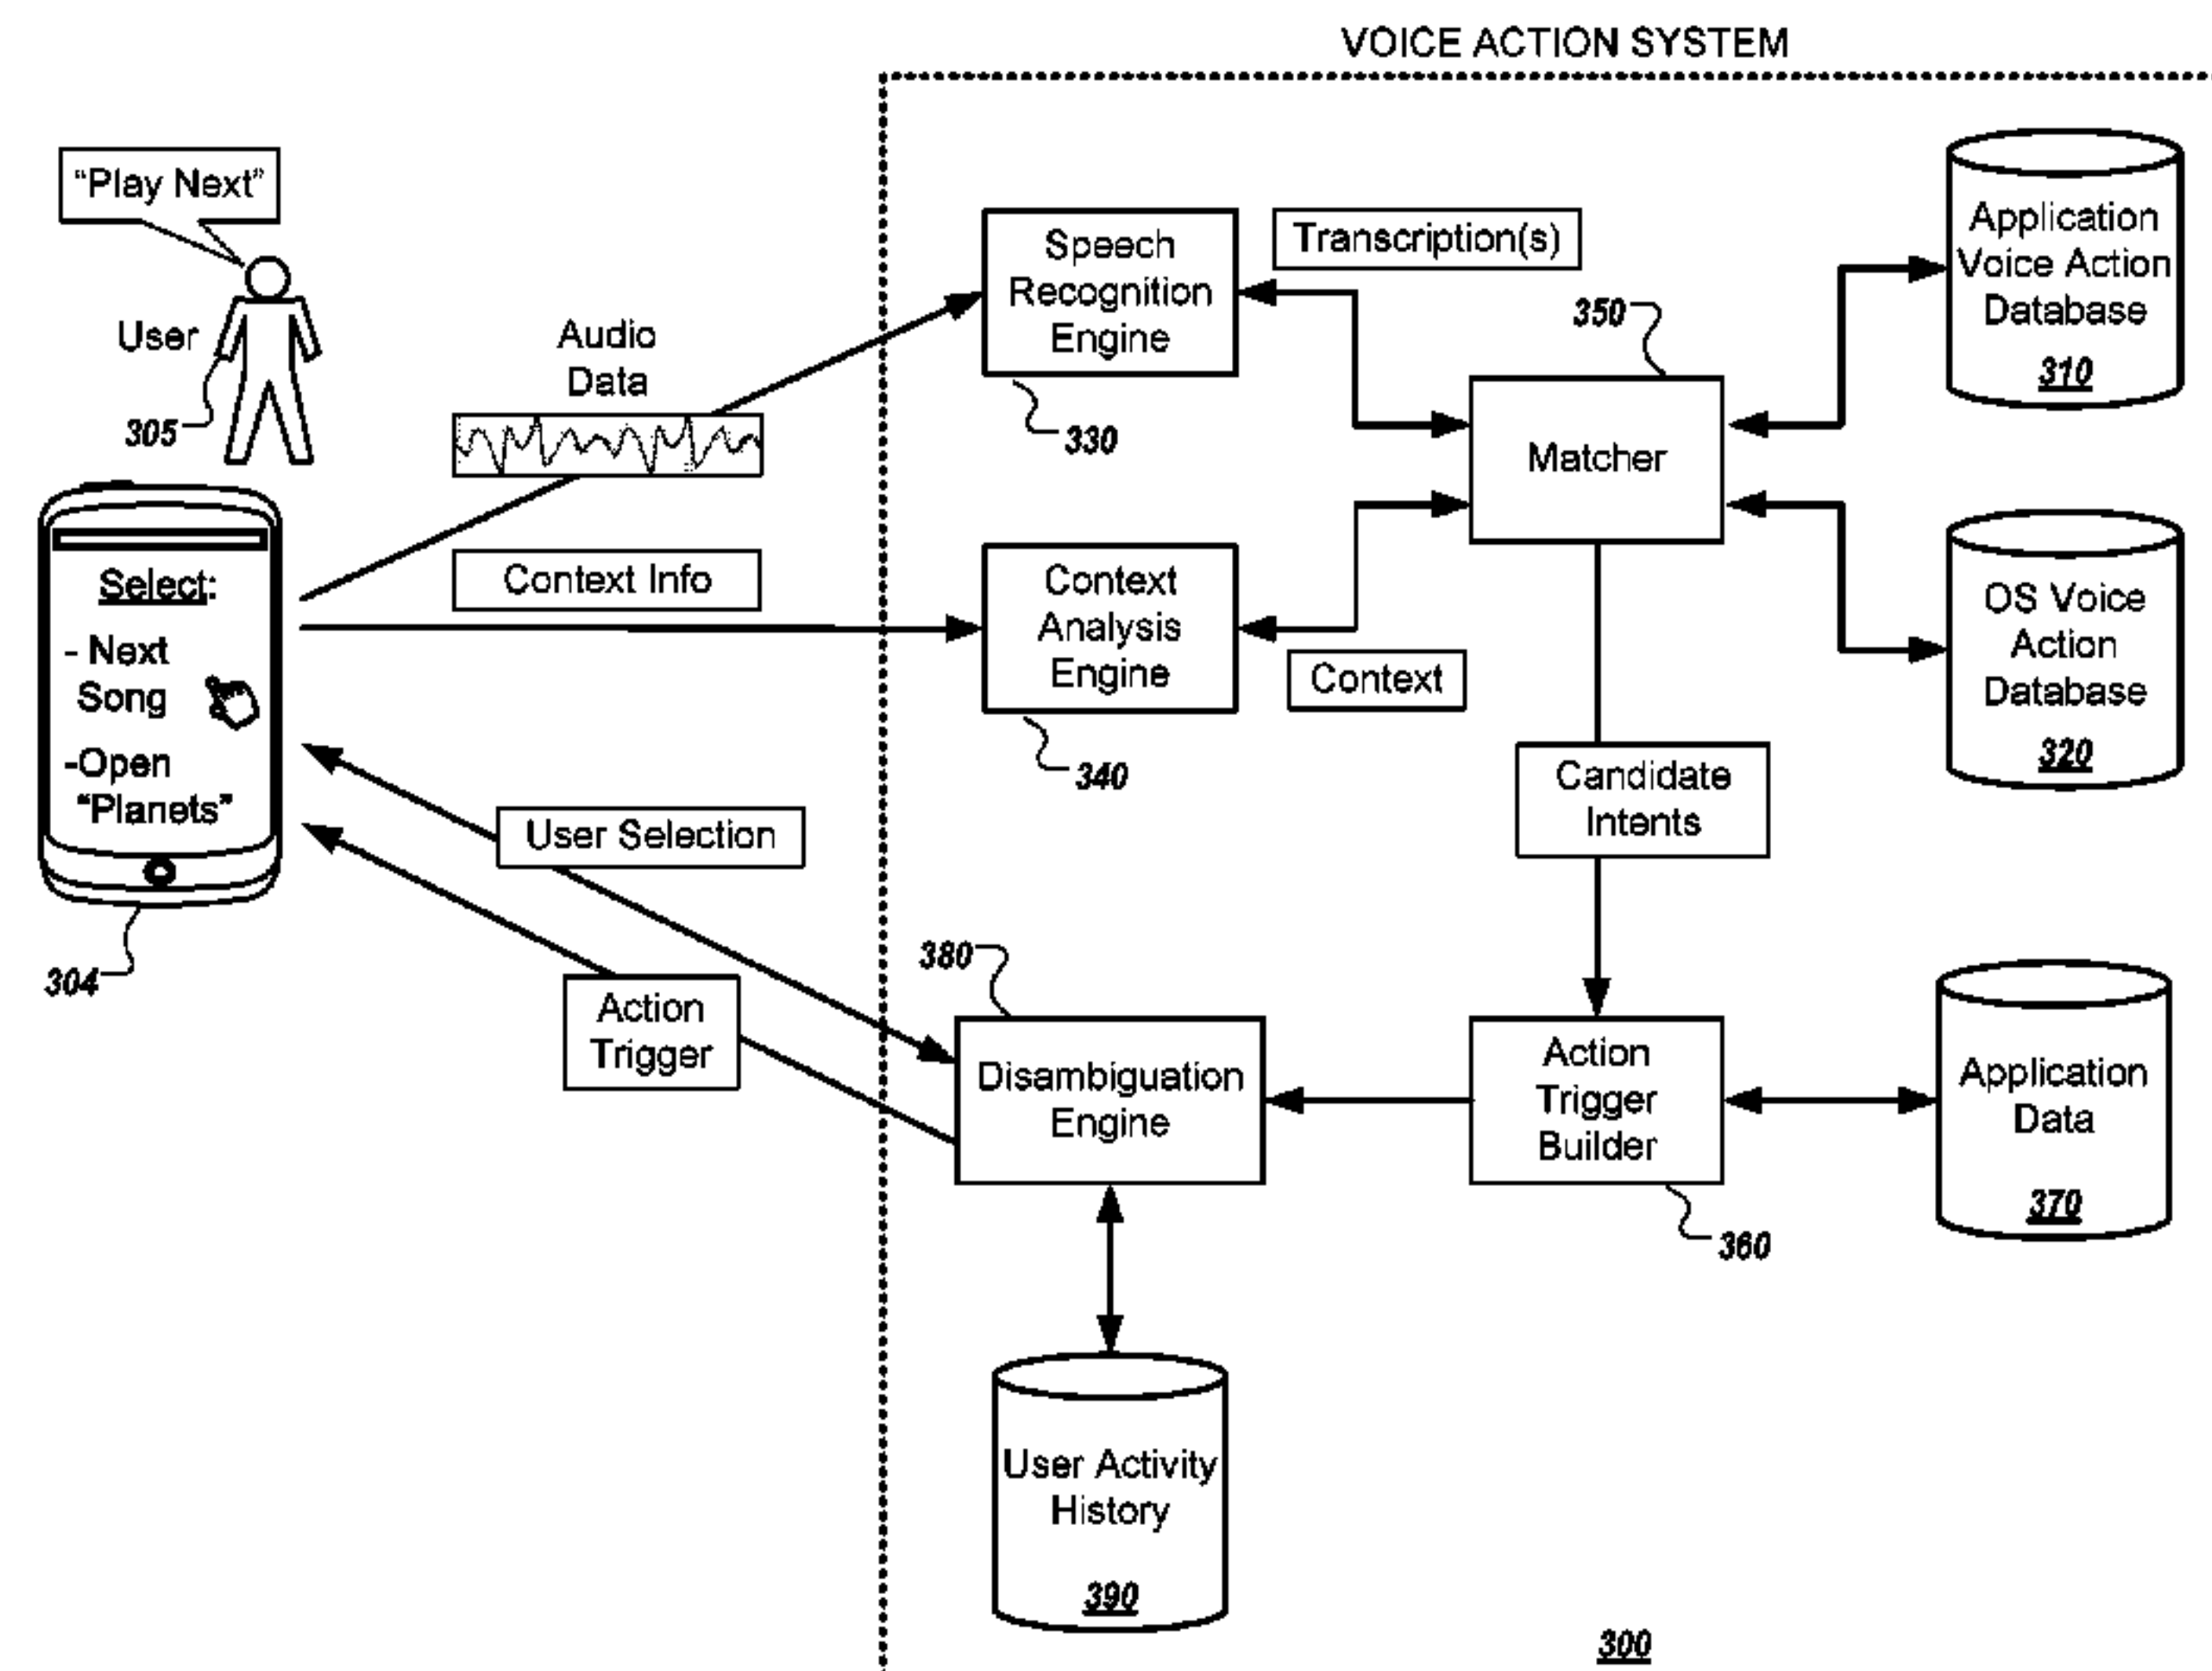 VOICE ACTION SYSTEM
“Play Next”
User
305
Select:
- Next
Song
-Open
“Planets”
304
Audio
Data
Context Info
User Selection
Action
Trigger
Speech
Recognition
Engine
330
Transcription(s)
Context
Analysis
Engine
340
Context
350
Matcher
Application
Voice Action
Database
310
OS Voice
Action
Database
320
Candidate
Intents
380
Disambiguation
Engine
Action
Trigger
Builder
360
Application
Data
370
User Activity
History
390
300